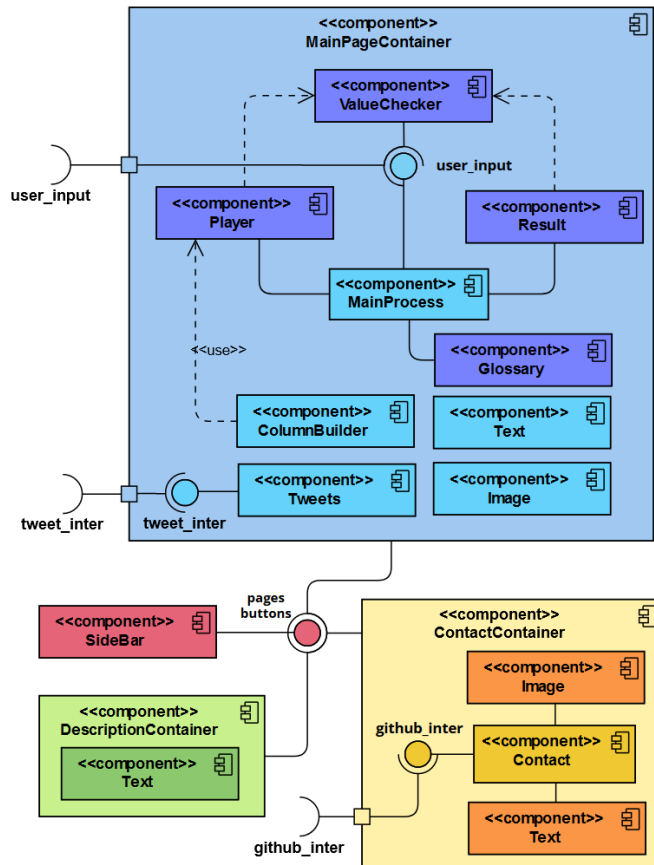 <<component>>
MainPageContainer
<<component>>
ValueChecker
user_input
user_input
<<component>>
Player
<<component>>
Result
<<component>>
MainProcess
<<use>>
<<component>>
Glossary
<<component>>
ColumnBuilder
<<component>>
Text
<<component>>
Tweets
<<component>>
Image
tweet_inter
tweet_inter
pages
buttons
<<component>>
SideBar
<<component>>
ContactContainer
<<component>>
Image
<<component>>
DescriptionContainer
<<component>>
Text
github_inter
<<component>>
Contact
<<component>>
Text
github_inter